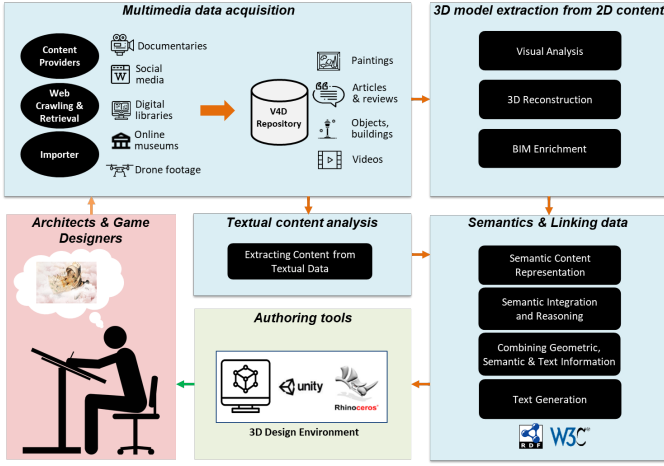 Multimedia data acquisition
Content
Providers
Web
Crawling &
Retrieval
Importer
Documentaries
Social
media
W
Digital
libraries
Online
museums
Drone footage
V4D
Repository
Paintings
Articles
& reviews
Objects,
buildings
Videos
3D model extraction from 2D content
Visual Analysis
3D Reconstruction
BIM Enrichment
Architects & Game
Designers
Textual content analysis
Extracting Content from
Textual Data
Semantics & Linking data
Semantic Content
Representation
Semantic Integration
and Reasoning
Combining Geometric,
Semantic & Text Information
Text Generation
RDF
W3C®
Authoring tools
unity
Rhinoceros®
3D Design Environment